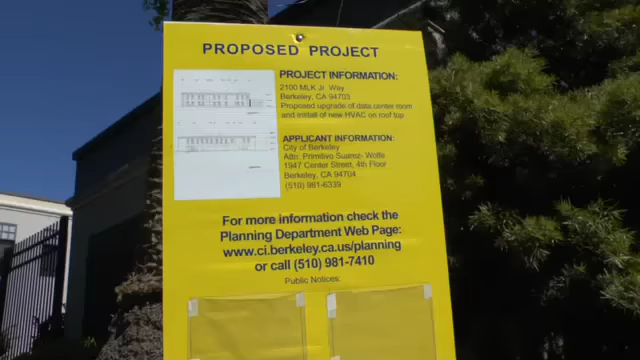 PROPOSED PROJECT
PROJECT INFORMATION:
2100 MLK Jr. Way
Berkeley, CA 94703
Proposed upgrade of data center room
and install of new HVAC on roof top
APPLICANT INFORMATION:
City of Berkeley
Attn: Primitivo Suarez- Wolfe
1947 Center Street, 4th Floor
Berkeley, CA 94704
(510) 981-6339
For more information check the
Planning Department Web Page:
www.ci.berkeley.ca.us/planning
or call (510) 981-7410
Public Notices: